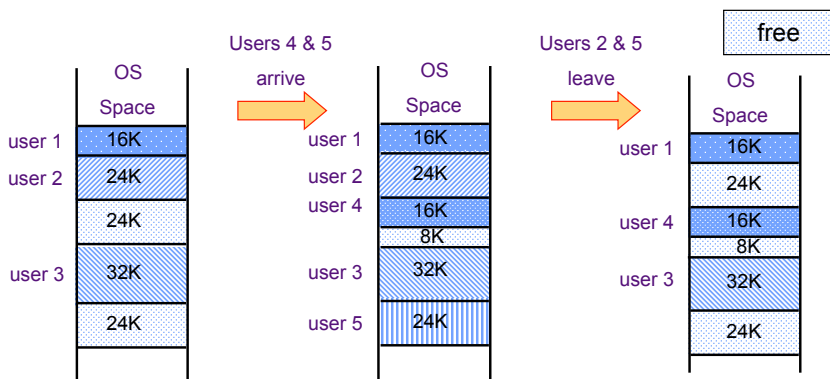 Users 4 & 5
arrive
Users 2 & 5
leave
free
OS
Space
user 1
16K
user 2
24K
24K
user 3
32K
24K
OS
Space
user 1
16K
user 2
24K
user 4
16K
8K
user 3
32K
user 5
24K
OS
Space
user 1
16K
24K
user 4
16K
8K
user 3
32K
24K